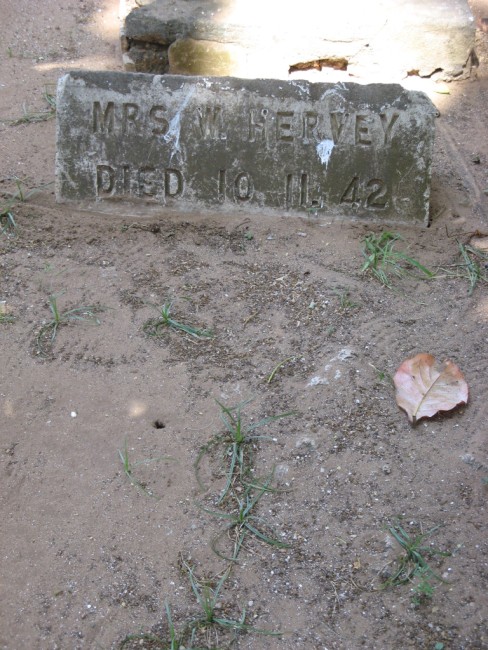 MRS. W. HERVEY
DIED 10. 11. 42.